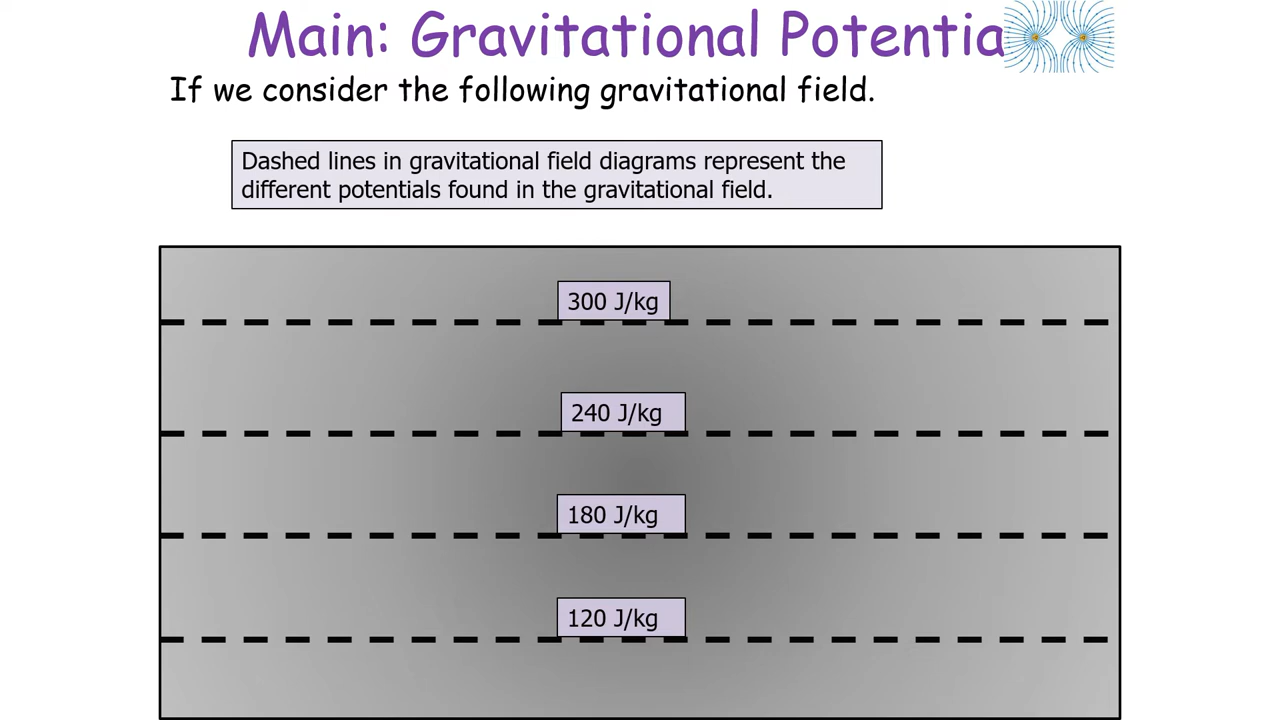 Main: Gravitational Potentia
If we consider the following gravitational field.
Dashed lines in gravitational field diagrams represent the
different potentials found in the gravitational field.
300 J/kg
240 J/kg
180 J/kg
120 J/kg